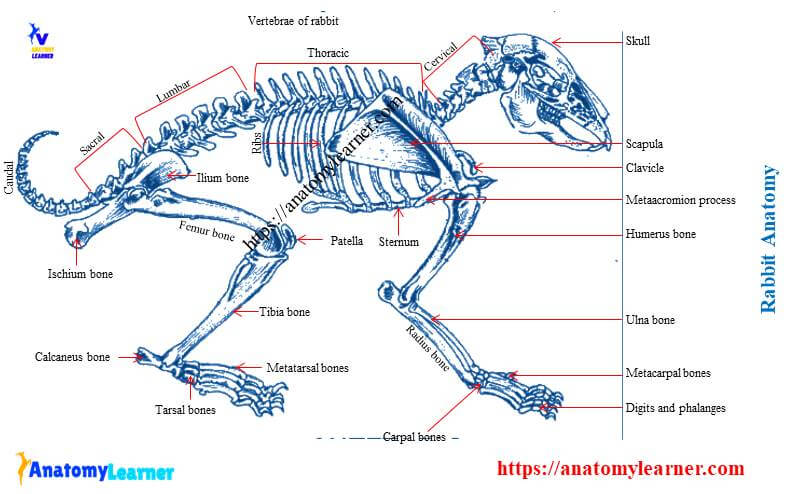 Vertebrae of rabbit
V
ANATOMY
LEARNER
Thoracic
Cervical
Lumbar
Sacral
Caudal
Skull
Ribs
Scapula
Clavicle
Ilium bone
Metaacromion process
https://anatomylearner.com
Femur bone
Patella
Sternum
Humerus bone
Ischium bone
Tibia bone
Ulna bone
Radius bone
Calcaneus bone
Metatarsal bones
Metacarpal bones
Tarsal bones
Digits and phalanges
Carpal bones
Rabbit Anatomy
AnatomyLearner
https://anatomylearner.com